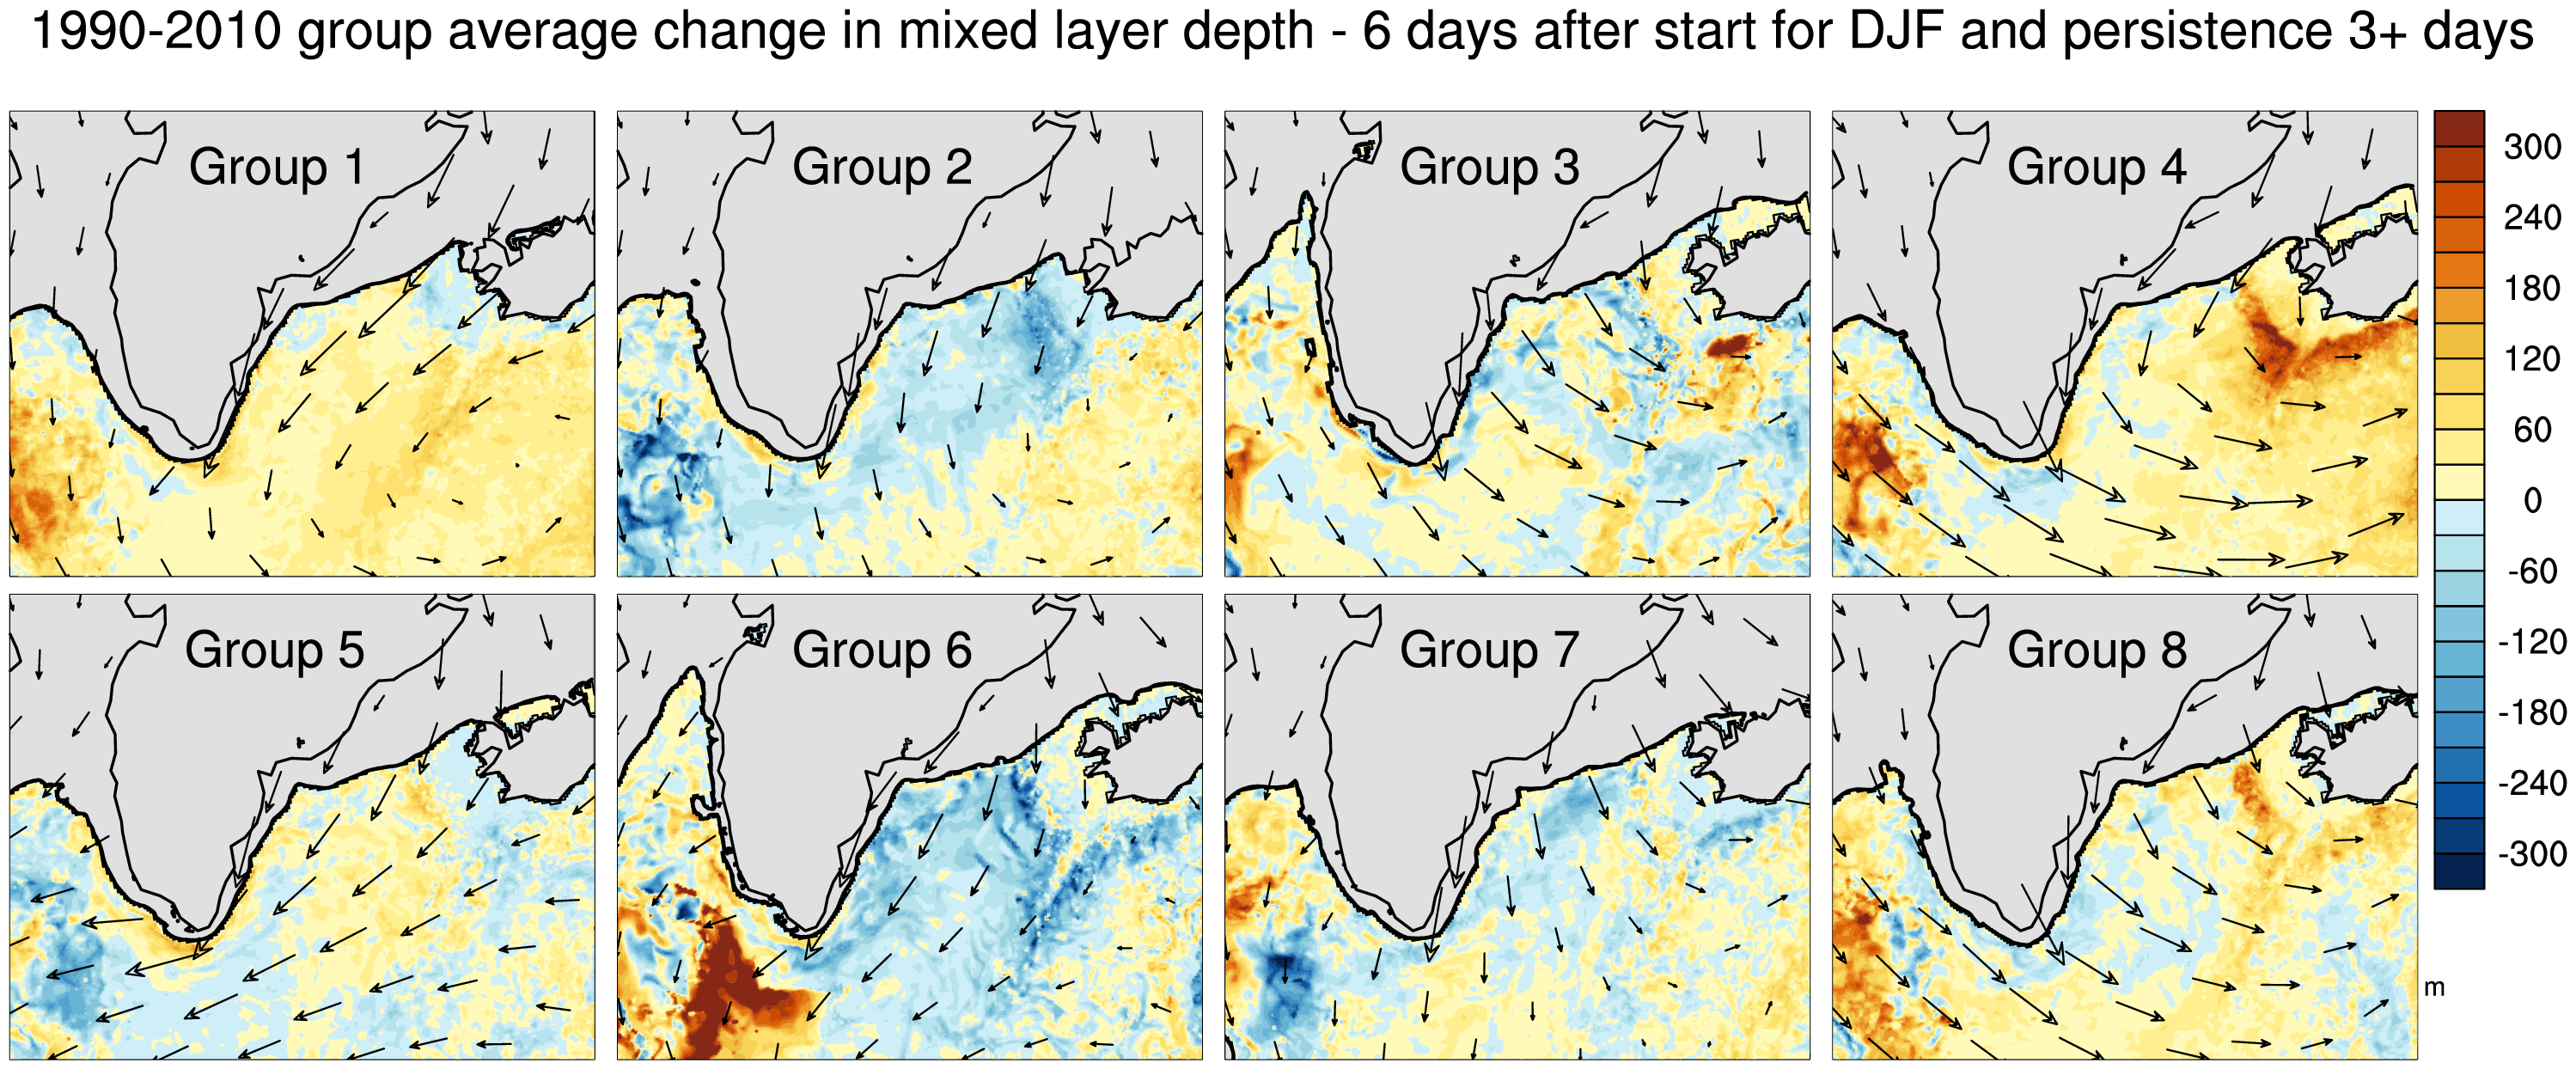 1990-2010 group average change in mixed layer depth - 6 days after start for DJF and persistence 3+ days
Group 1
Group 2
Group 3
Group 4
Group 5
Group 6
Group 7
Group 8
300
240
180
120
60
0
-60
-120
-180
-240
-300
m